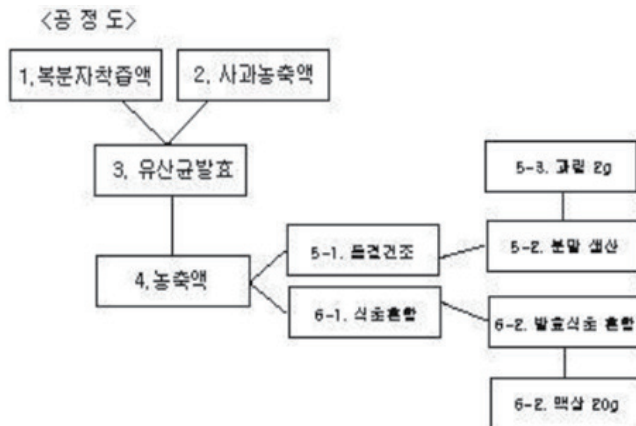 <공 정 도>
1,복분자착즙액
2, 사과농축액
3, 유산균발효
4,농축액
5-1. 동결건조
5-2. 분말 생산
5-3. 과립 2g
6-1. 식초혼합
6-2. 발효식초 혼합
6-2. 액상 20g